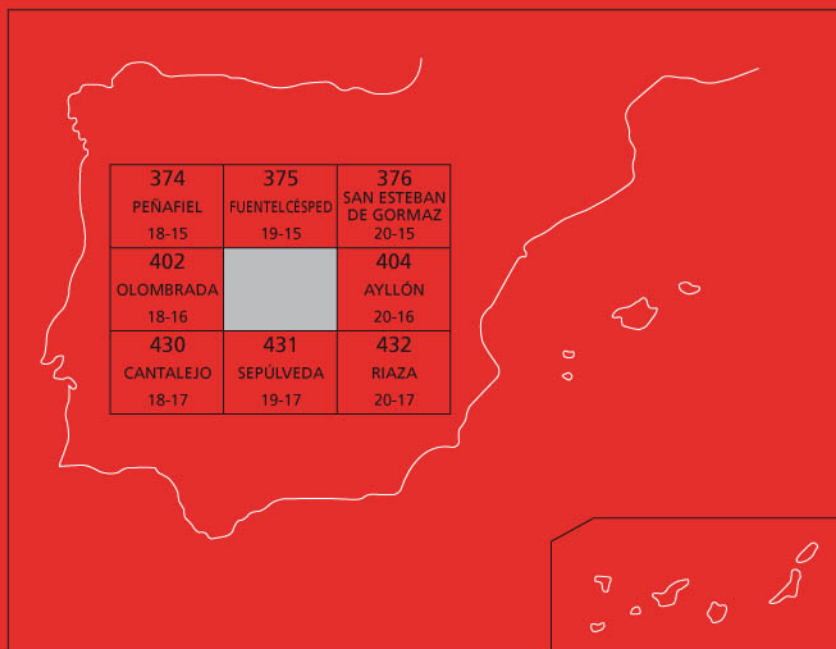 374
PEÑAFIEL
18-15
375
FUENTELCÉSPED
19-15
376
SAN ESTEBAN
DE GORMAZ
20-15
402
OLOMBRADA
18-16
404
AYLLÓN
20-16
430
CANTALEJO
18-17
431
SEPÚLVEDA
19-17
432
RIAZA
20-17